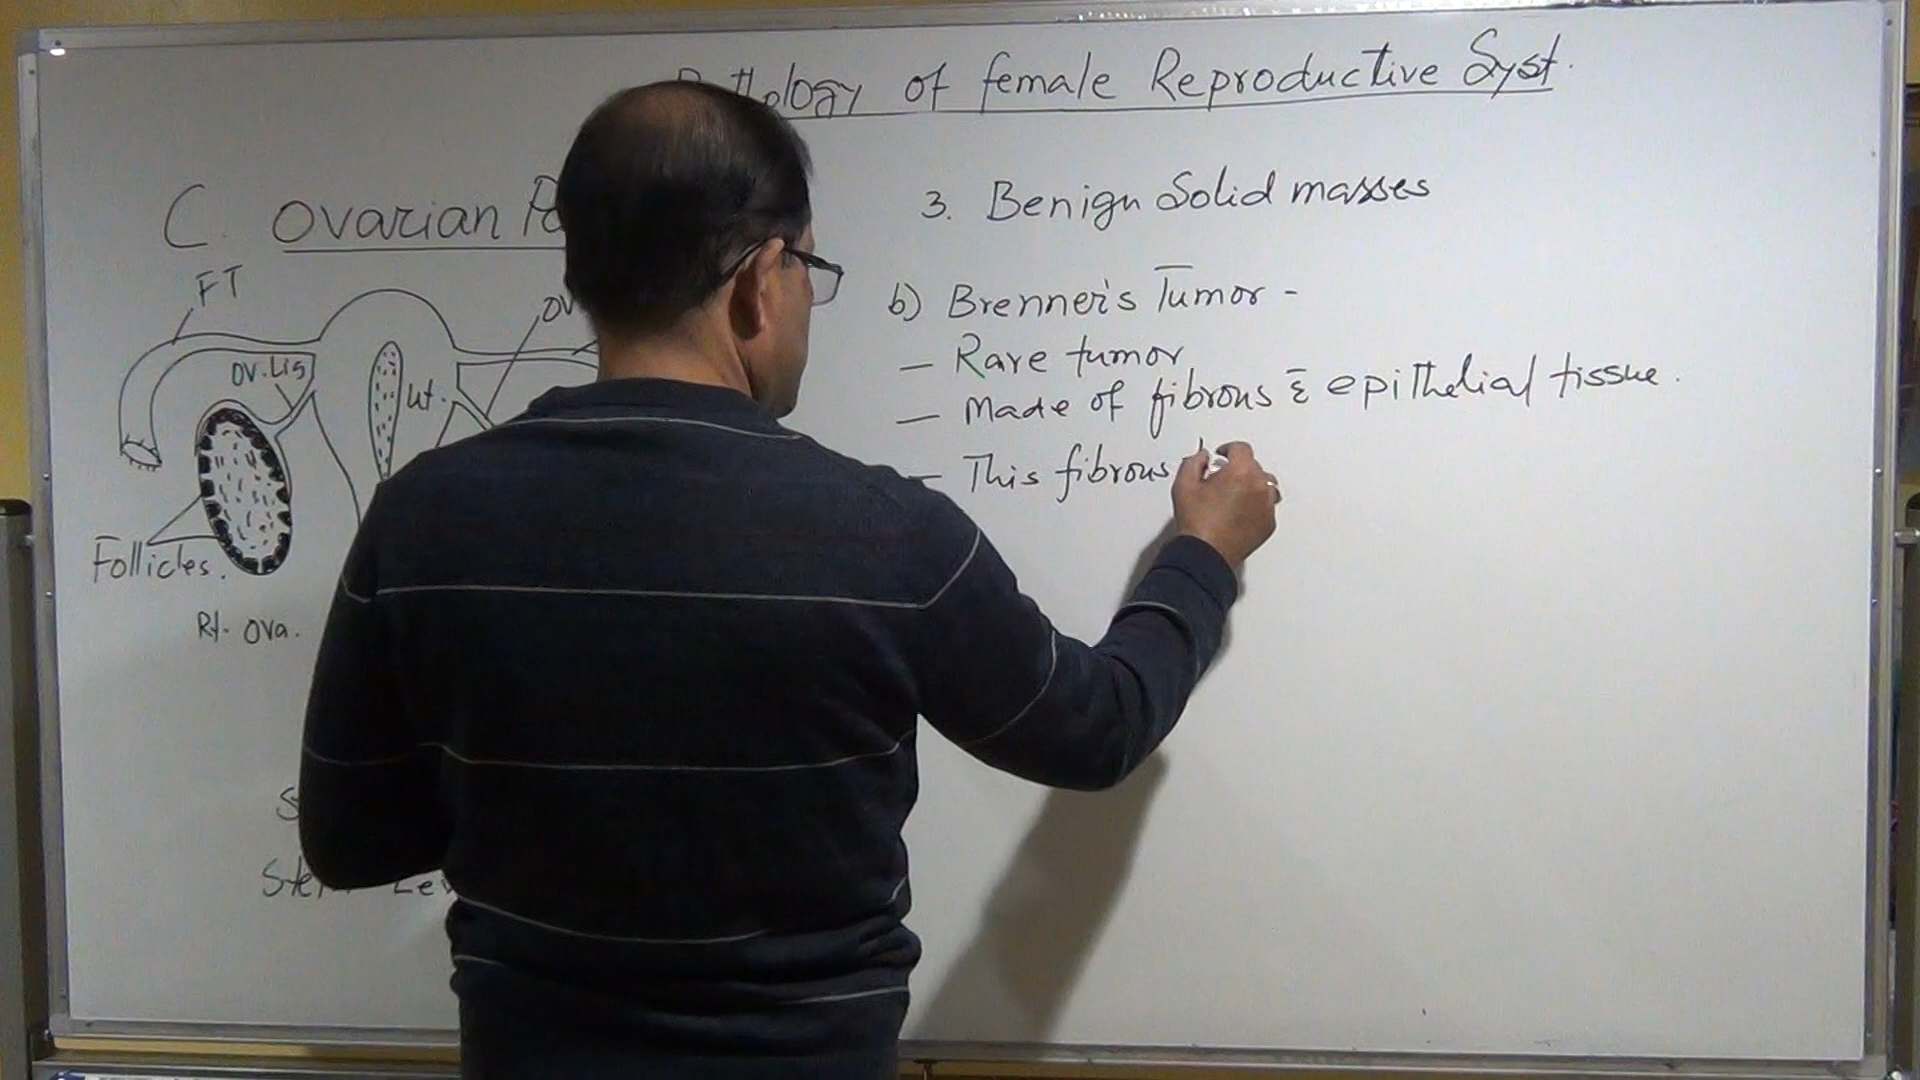 Pathology of female Reproductive Syst.
C. Ovarian
FT
OV. Lig
Ut.
OV
Follicles.
Rt. Ova.
3. Benign Solid masses
b) Brenner's Tumor -
- Rare tumor
- Made of fibrous & epithelial tissue.
- This fibrous